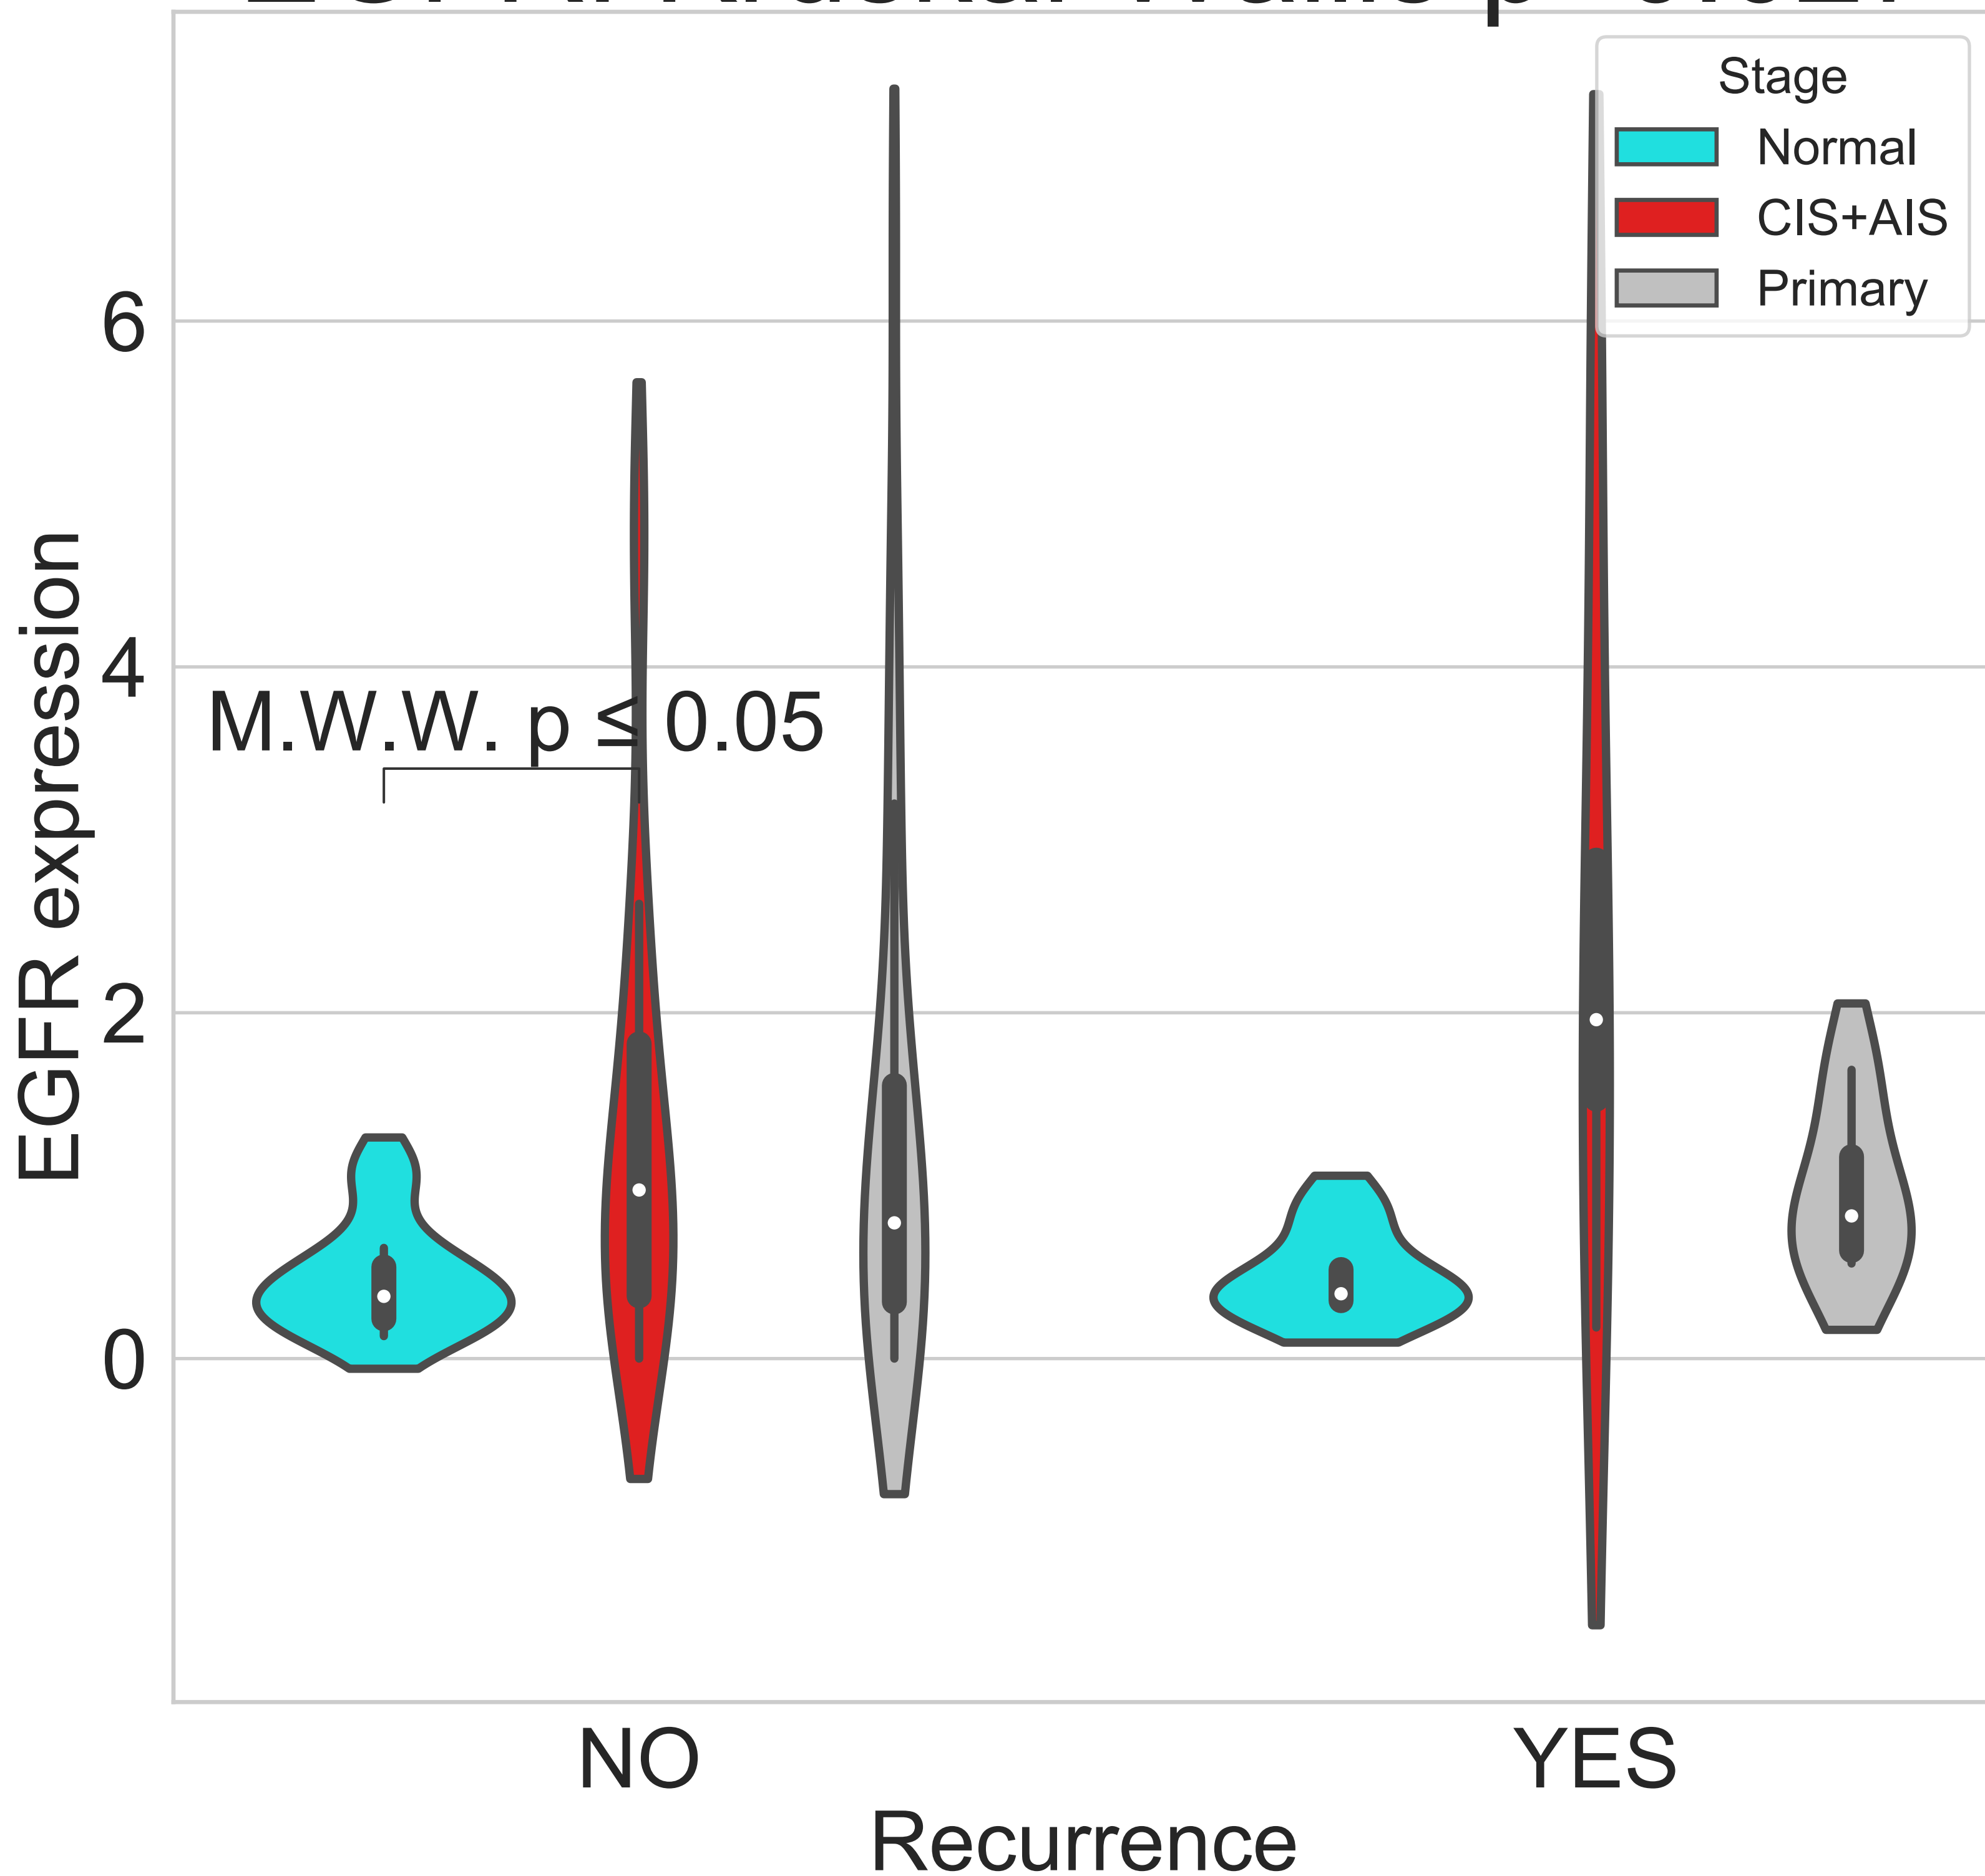 Stage
Normal
CIS+AIS
Primary
6
4
2
0
EGFR expression
M.W.W. p ≤ 0.05
NO
YES
Recurrence